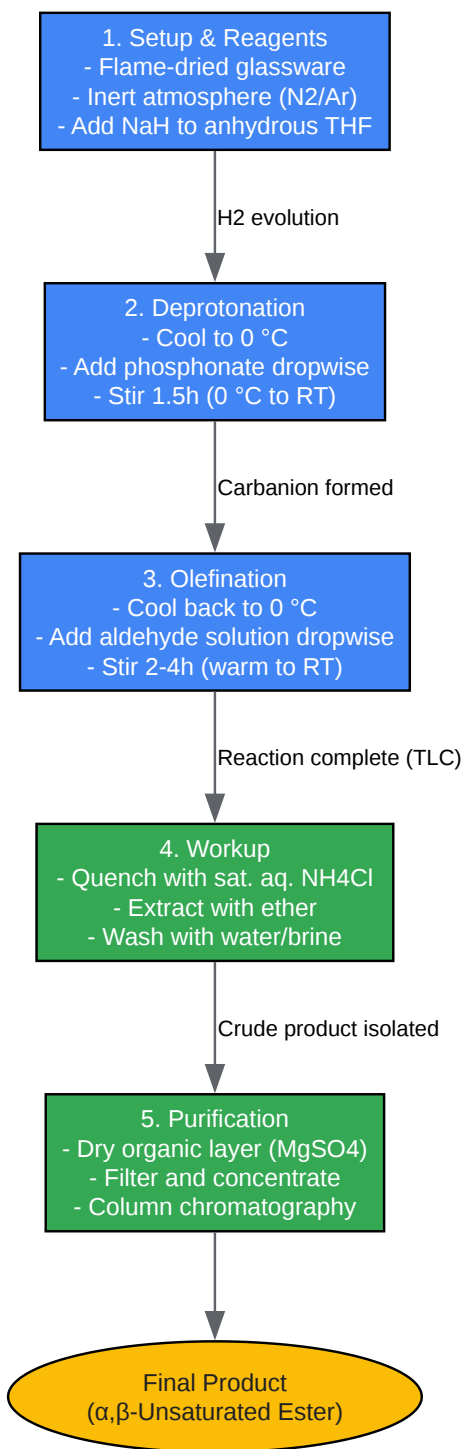 1. Setup & Reagents
- Flame-dried glassware
- Inert atmosphere (N2/Ar)
- Add NaH to anhydrous THF
H2 evolution
2. Deprotonation
- Cool to 0 °C
- Add phosphonate dropwise
- Stir 1.5h (0 °C to RT)
Carbanion formed
3. Olefination
- Cool back to 0 °C
- Add aldehyde solution dropwise
- Stir 2-4h (warm to RT)
Reaction complete (TLC)
4. Workup
- Quench with sat. aq. NH4Cl
- Extract with ether
- Wash with water/brine
Crude product isolated
5. Purification
- Dry organic layer (MgSO4)
- Filter and concentrate
- Column chromatography
Final Product
(α,β-Unsaturated Ester)